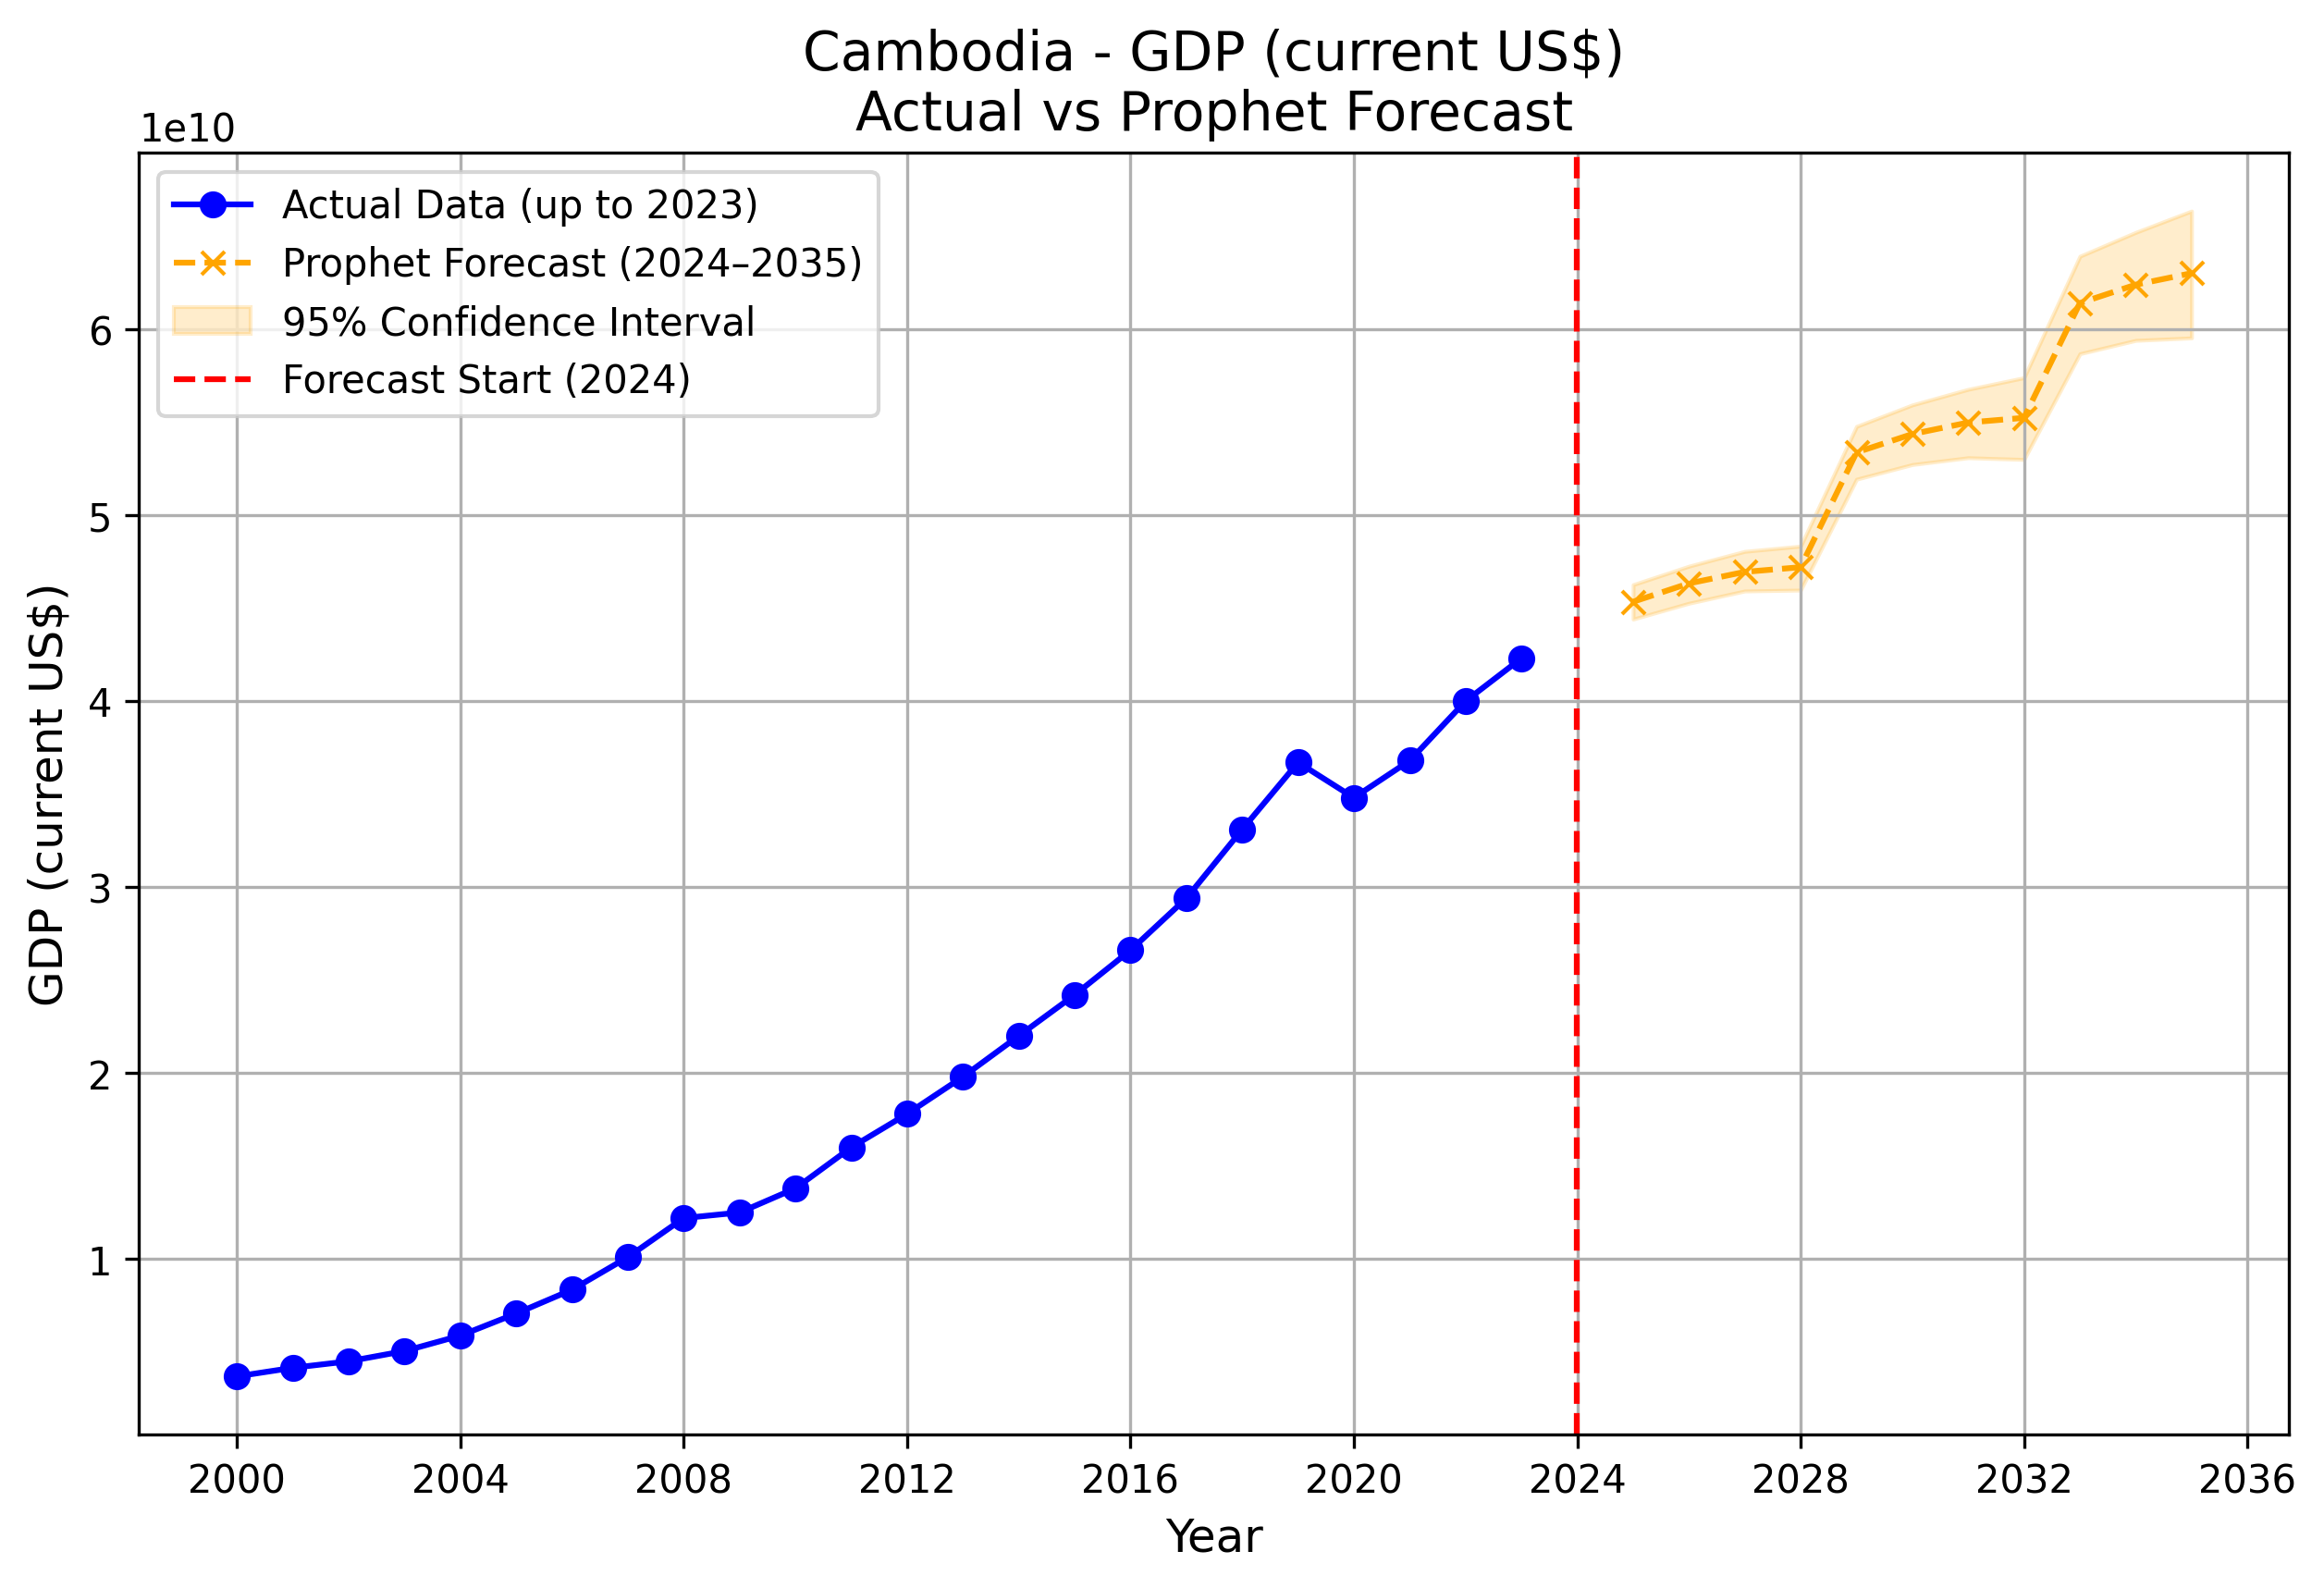 Cambodia - GDP (current US$)
Actual vs Prophet Forecast
1e10
Actual Data (up to 2023)
Prophet Forecast (2024–2035)
95% Confidence Interval
Forecast Start (2024)
6
5
4
3
2
1
GDP (current US$)
2000 2004 2008 2012 2016 2020 2024 2028 2032 2036
Year